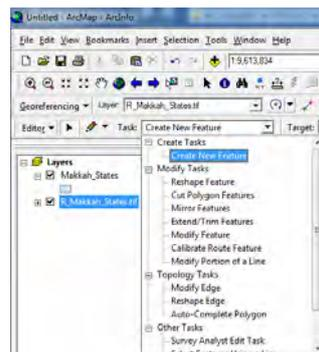 Untitled - ArcMap - ArcInfo
File Edit View Bookmarks Insert Selection Tools Window Help
1:9,613,834
Georeferencing Layer: R_Makkah_States.tif
Editor Task: Create New Feature Target:
Create Tasks
Create New Feature
Modify Tasks
Reshape Feature
Cut Polygon Features
Mirror Features
Extend/Trim Features
Modify Feature
Calibrate Route Feature
Modify Portion of a Line
Topology Tasks
Modify Edge
Reshape Edge
Auto-Complete Polygon
Other Tasks
Survey Analyst Edit Task
Layers
Makkah_States
R_Makkah_States.tif